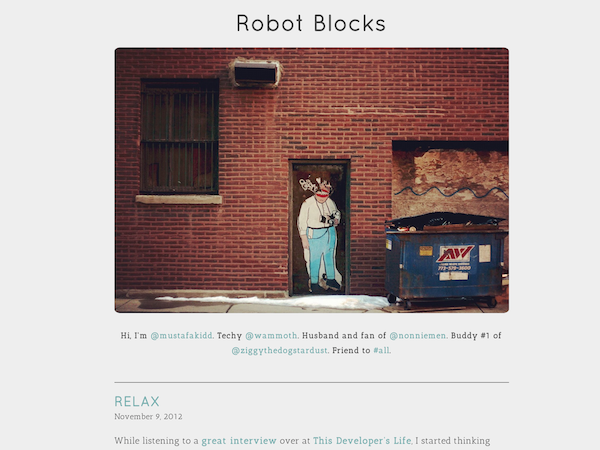 Robot Blocks
AW
773-579-3600
Hi, I'm @mustafakidd. Techy @wammoth. Husband and fan of @nonniemen. Buddy #1 of
@ziggythedogstardust. Friend to #all.
RELAX
November 9, 2012
While listening to a great interview over at This Developer's Life, I started thinking